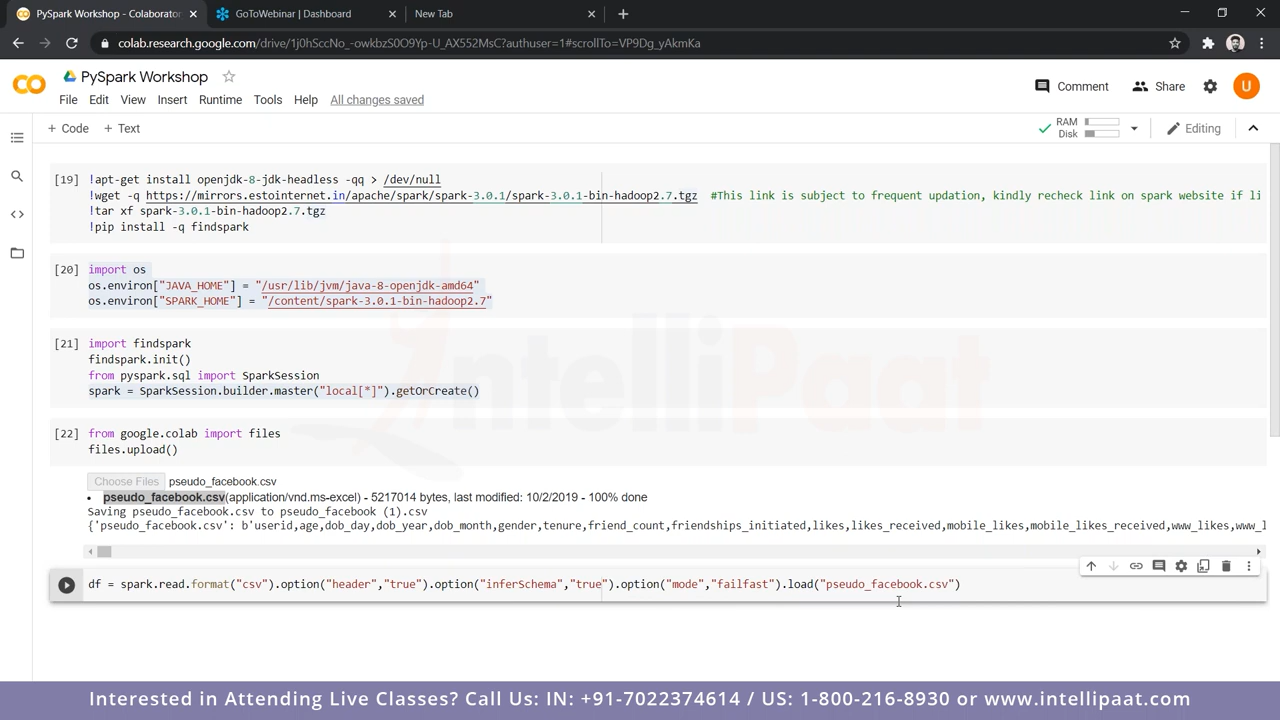 PySpark Workshop - Colaborator
GoToWebinar | Dashboard
New Tab
colab.research.google.com/drive/1j0hSccNo_-owkbzS0O9Yp-U_AX552MsC?authuser=1#scrollTo=VP9Dg_yAkmKa
CO
PySpark Workshop
Comment
Share
U
File Edit View Insert Runtime Tools Help All changes saved
+ Code + Text
RAM
Disk
Editing
[19] !apt-get install openjdk-8-jdk-headless -qq > /dev/null
!wget -q https://mirrors.estointernet.in/apache/spark/spark-3.0.1/spark-3.0.1-bin-hadoop2.7.tgz #This link is subject to frequent updation, kindly recheck link on spark website if li
!tar xf spark-3.0.1-bin-hadoop2.7.tgz
!pip install -q findspark
[20] import os
os.environ["JAVA_HOME"] = "/usr/lib/jvm/java-8-openjdk-amd64"
os.environ["SPARK_HOME"] = "/content/spark-3.0.1-bin-hadoop2.7"
[21] import findspark
findspark.init()
from pyspark.sql import SparkSession
spark = SparkSession.builder.master("local[*]").getOrCreate()
IntelliPaat
[22] from google.colab import files
files.upload()
Choose Files pseudo_facebook.csv
• pseudo_facebook.csv(application/vnd.ms-excel) - 5217014 bytes, last modified: 10/2/2019 - 100% done
Saving pseudo_facebook.csv to pseudo_facebook (1).csv
{'pseudo_facebook.csv': b'userid,age,dob_day,dob_year,dob_month,gender,tenure,friend_count,friendships_initiated,likes,likes_received,mobile_likes,mobile_likes_received,www_likes,www_l
df = spark.read.format("csv").option("header","true").option("inferSchema","true").option("mode","failfast").load("pseudo_facebook.csv")
Interested in Attending Live Classes? Call Us: IN: +91-7022374614 / US: 1-800-216-8930 or www.intellipaat.com